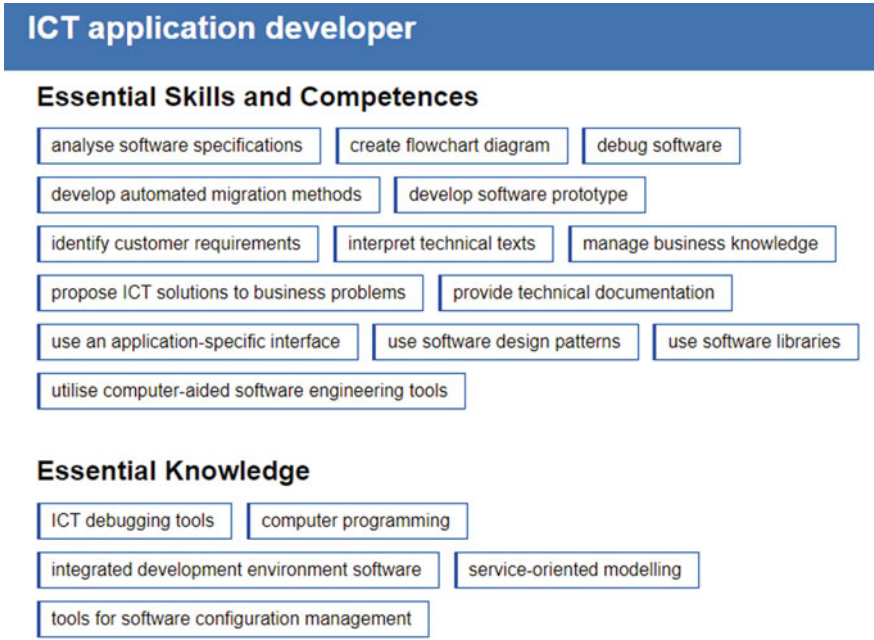 ICT application developer
Essential Skills and Competences
analyse software specifications create flowchart diagram debug software
develop automated migration methods develop software prototype
identify customer requirements interpret technical texts manage business knowledge
propose ICT solutions to business problems provide technical documentation
use an application-specific interface use software design patterns use software libraries
utilise computer-aided software engineering tools
Essential Knowledge
ICT debugging tools computer programming
integrated development environment software service-oriented modelling
tools for software configuration management